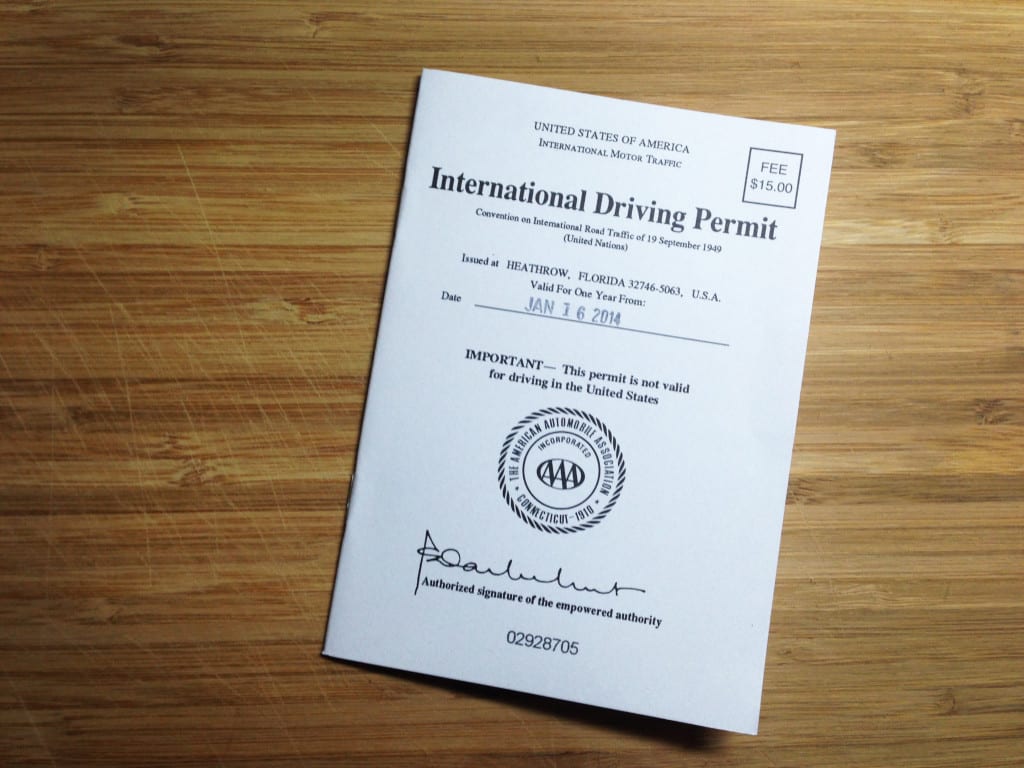 UNITED STATES OF AMERICA
INTERNATIONAL MOTOR TRAFFIC
FEE
$15.00
International Driving Permit
Convention on International Road Traffic of 19 September 1949
(United Nations)
Issued at HEATHROW, FLORIDA 32746-5063, U.S.A.
Valid For One Year From:
Date JAN 16 2014
IMPORTANT— This permit is not valid
for driving in the United States
THE AMERICAN AUTOMOBILE ASSOCIATION
INCORPORATED
AAA
CONNECTICUT-1910
Authorized signature of the empowered authority
02928705